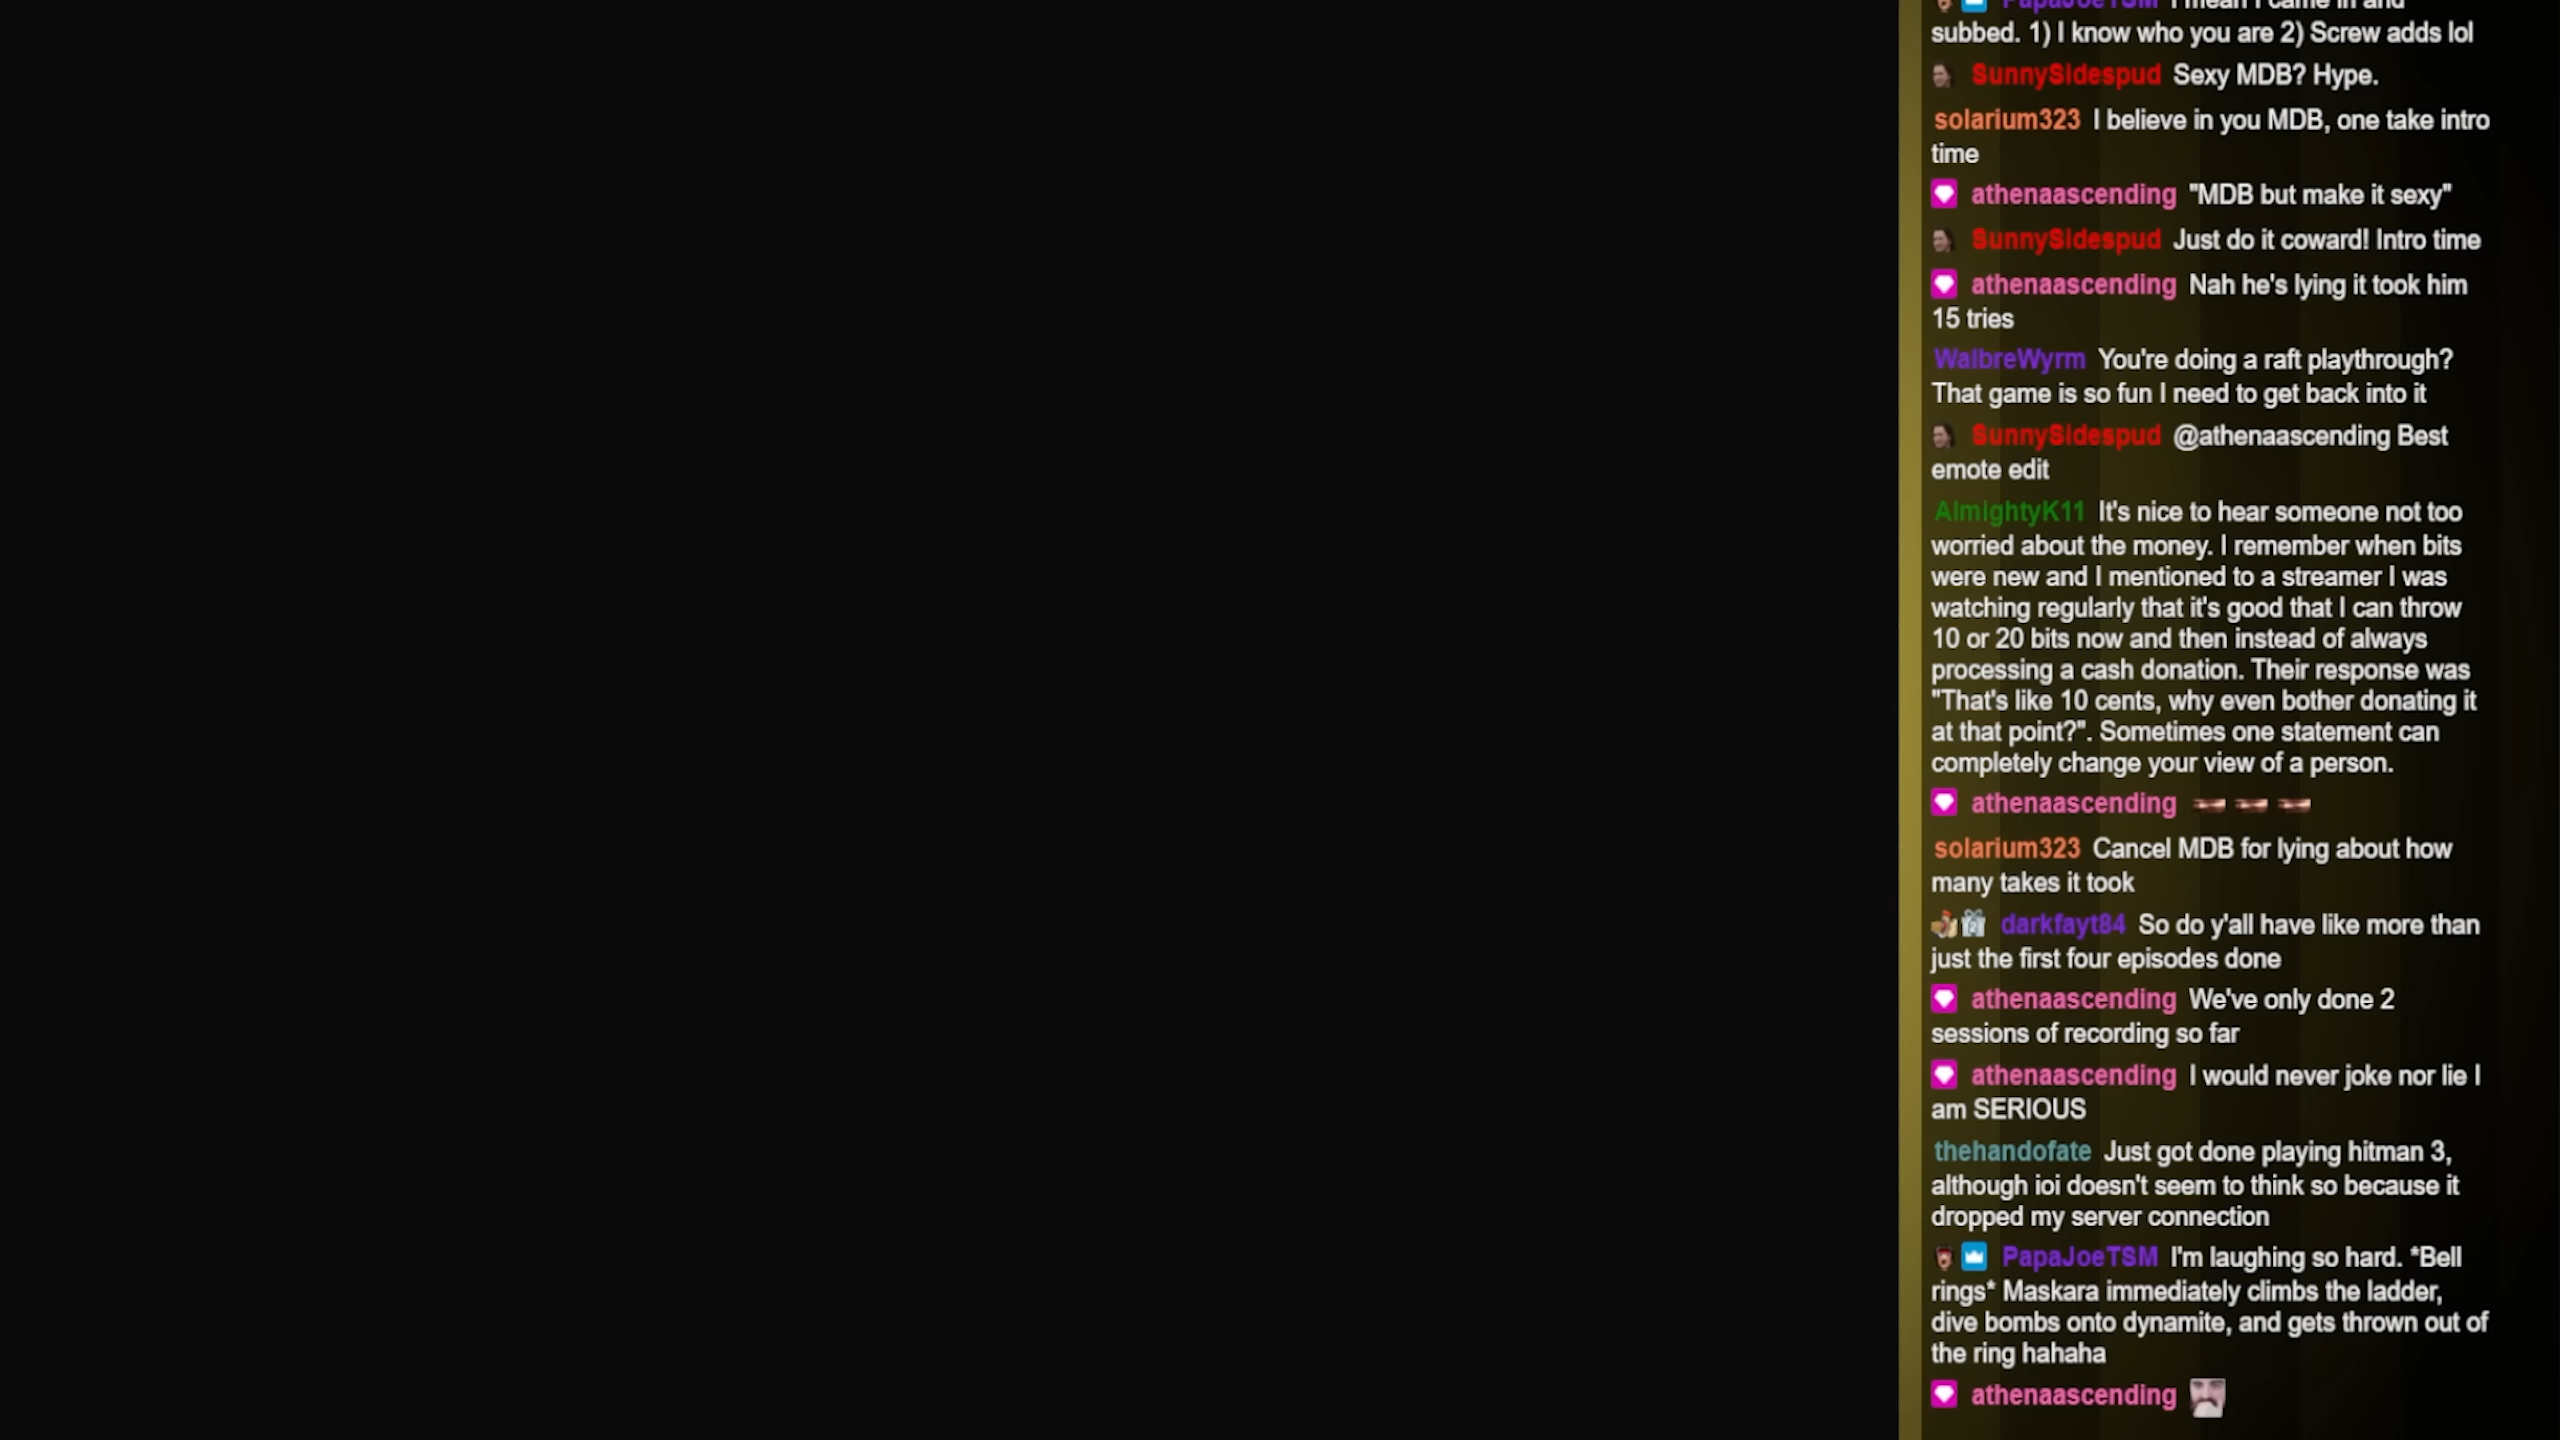 PapaJoeTSM I mean I came in and
subbed. 1) I know who you are 2) Screw adds lol
SunnySidespud Sexy MDB? Hype.
solarium323 I believe in you MDB, one take intro
time
athenaascending "MDB but make it sexy"
SunnySidespud Just do it coward! Intro time
athenaascending Nah he's lying it took him
15 tries
WalbreWyrm You're doing a raft playthrough?
That game is so fun I need to get back into it
SunnySidespud @athenaascending Best
emote edit
AlmightyK11 It's nice to hear someone not too
worried about the money. I remember when bits
were new and I mentioned to a streamer I was
watching regularly that it's good that I can throw
10 or 20 bits now and then instead of always
processing a cash donation. Their response was
"That's like 10 cents, why even bother donating it
at that point?". Sometimes one statement can
completely change your view of a person.
athenaascending
solarium323 Cancel MDB for lying about how
many takes it took
darkfayt84 So do y'all have like more than
just the first four episodes done
athenaascending We've only done 2
sessions of recording so far
athenaascending I would never joke nor lie I
am SERIOUS
thehandofate Just got done playing hitman 3,
although ioi doesn't seem to think so because it
dropped my server connection
PapaJoeTSM I'm laughing so hard. *Bell
rings* Maskara immediately climbs the ladder,
dive bombs onto dynamite, and gets thrown out of
the ring hahaha
athenaascending